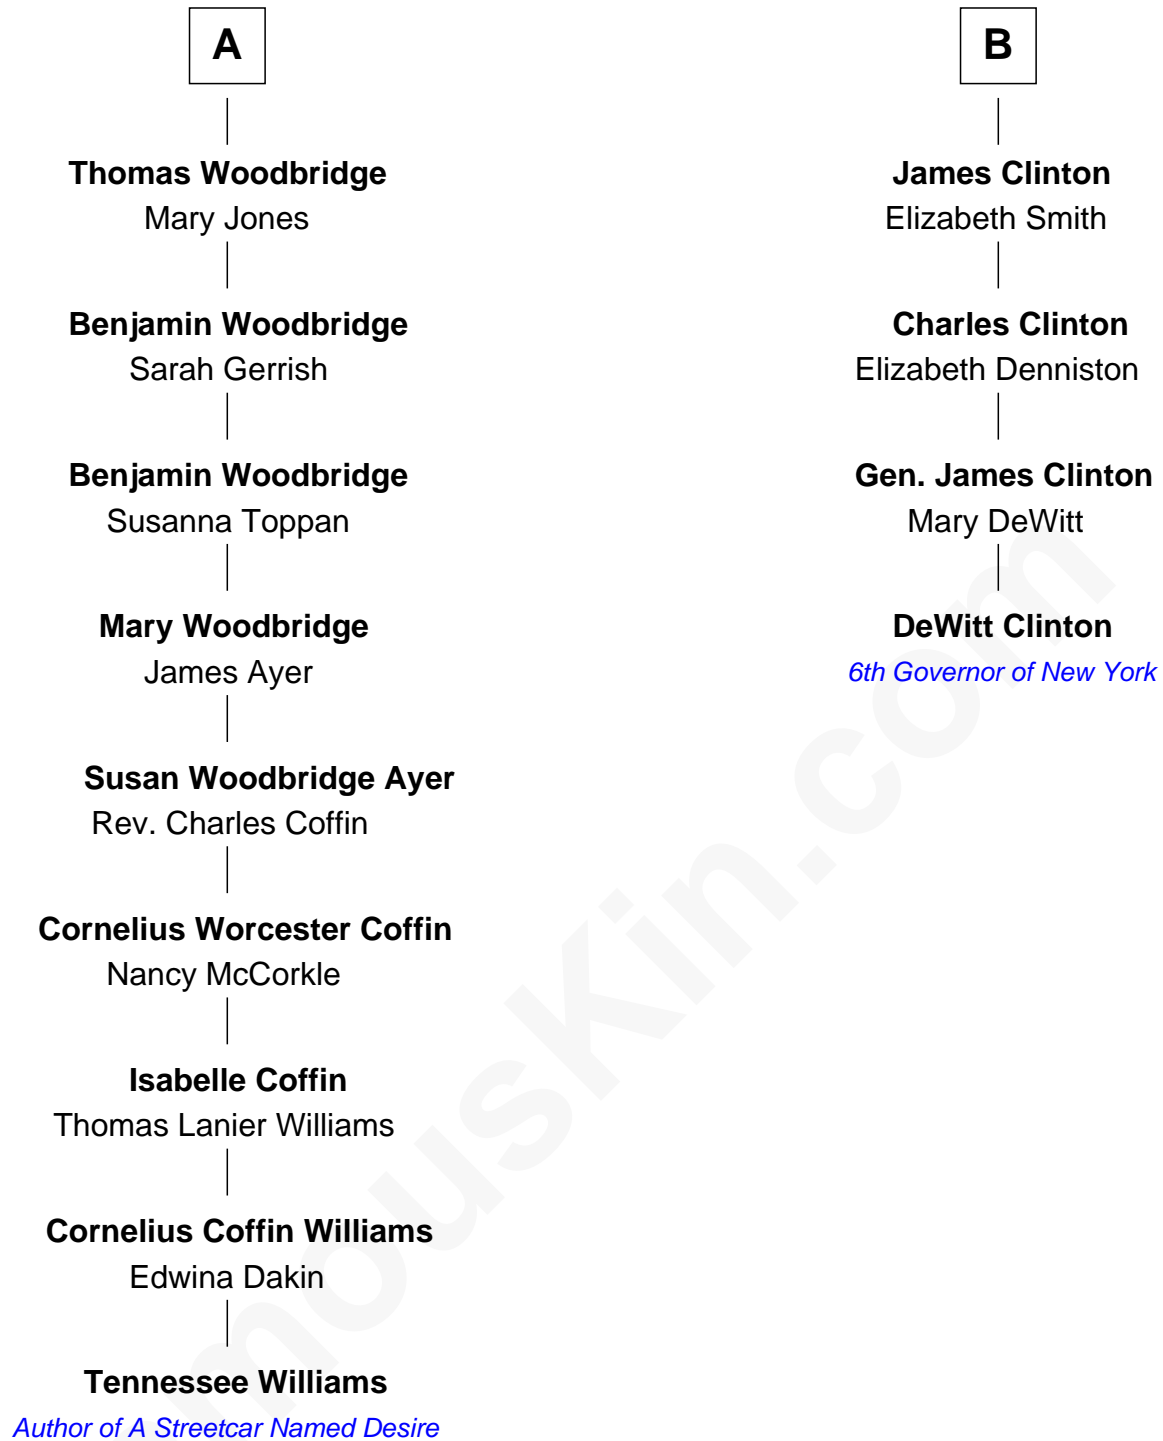 A
Thomas Woodbridge
Mary Jones
Benjamin Woodbridge
Sarah Gerrish
Benjamin Woodbridge
Susanna Toppan
Mary Woodbridge
James Ayer
Susan Woodbridge Ayer
Rev. Charles Coffin
Cornelius Worcester Coffin
Nancy McCorkle
Isabelle Coffin
Thomas Lanier Williams
Cornelius Coffin Williams
Edwina Dakin
Tennessee Williams
Author of A Streetcar Named Desire
B
James Clinton
Elizabeth Smith
Charles Clinton
Elizabeth Denniston
Gen. James Clinton
Mary DeWitt
DeWitt Clinton
6th Governor of New York
mousKin.com